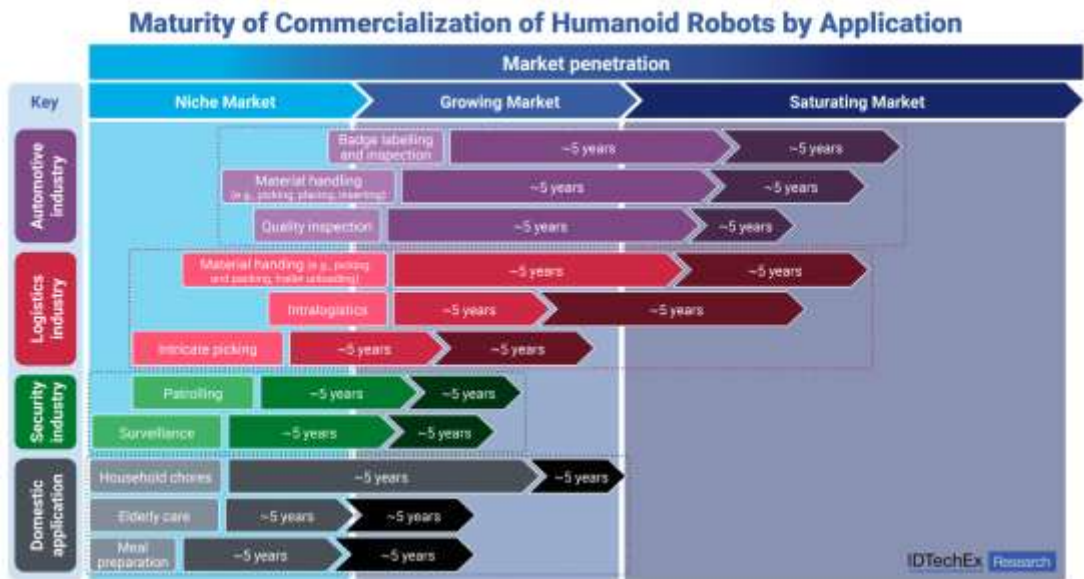 Maturity of Commercialization of Humanoid Robots by Application
Market penetration
Key
Niche Market
Growing Market
Saturating Market
Automotive
industry
Badge labelling
and inspection
~5 years
~5 years
Material handling
(e.g., picking, placing, inserting)
~5 years
~5 years
Quality inspection
~5 years
~5 years
Logistics
industry
Material handing (e.g., picking
and packing, trailer unloading)
~5 years
~5 years
Intralogistics
~5 years
~5 years
Intricate picking
~5 years
~5 years
Security
industry
Patrolling
~5 years
~5 years
Surveillance
~5 years
~5 years
Domestic
application
Household chores
~5 years
~5 years
Elderly care
~5 years
~5 years
Meal
preparation
~5 years
~5 years
IDTechEx Research